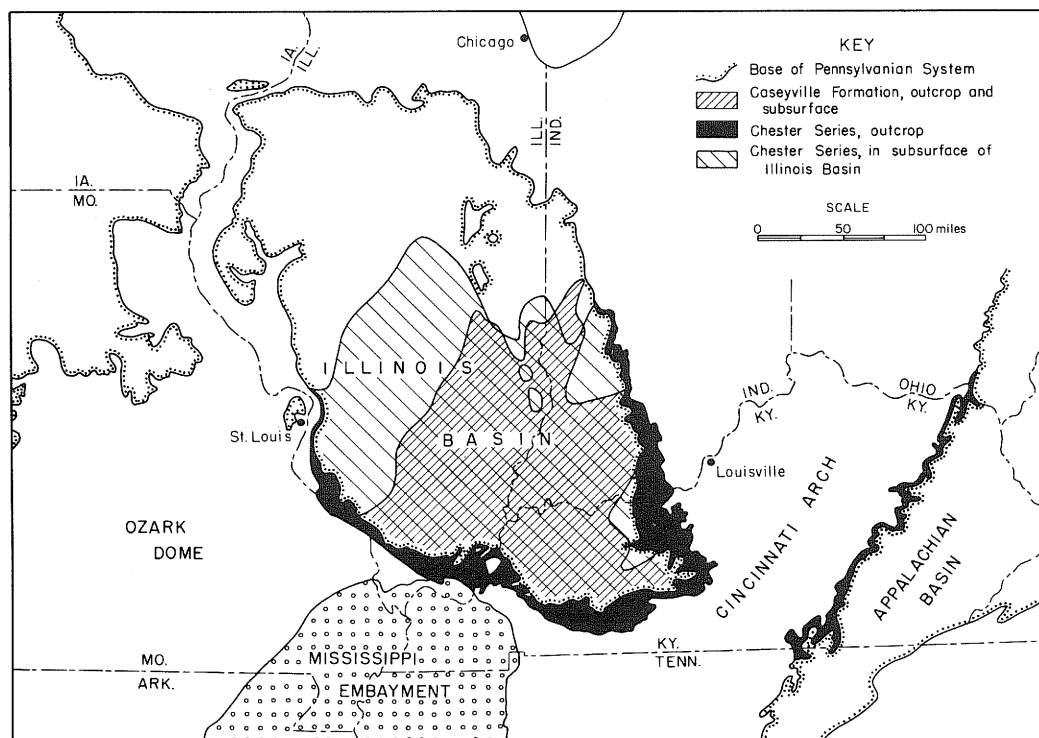 Chicago
KEY
Base of Pennsylvanian System
Caseyville Formation, outcrop and
subsurface
Chester Series, outcrop
Chester Series, in subsurface of
Illinois Basin
SCALE
0 50 100 miles
IA.
ILL.
ILL.
IND.
IA.
MO.
ILLINOIS
BASIN
St. Louis
IND.
KY.
OHIO
KY.
Louisville
OZARK
DOME
CINCINNATI ARCH
APPALACHIAN
BASIN
KY.
TENN.
MO.
ARK.
MISSISSIPPI
EMBAYMENT